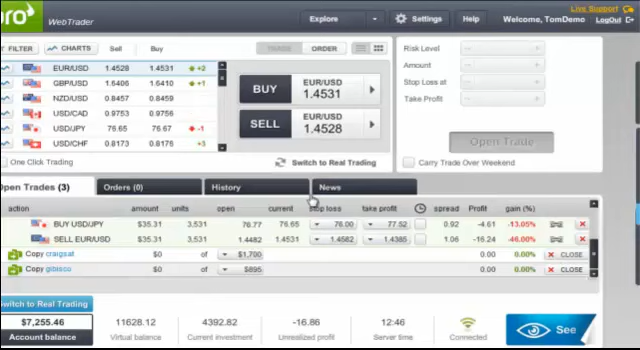 Live Support
pro WebTrader Explore Settings Help Welcome, TomDemo LogOut
FILTER CHARTS Sell Buy TRADE ORDER
EUR/USD 1.4528 1.4531 +2
GBP/USD 1.6406 1.6410 +1
NZD/USD 0.8457 0.8459
USD/CAD 0.9753 0.9756
USD/JPY 76.65 76.67 -1
USD/CHF 0.8173 0.8176 +3
BUY EUR/USD 1.4531
SELL EUR/USD 1.4528
One Click Trading
Switch to Real Trading
Risk Level
Amount
Stop Loss at
Take Profit
Open Trade
Carry Trade Over Weekend
Open Trades (3) Orders (0) History News
action amount units open current stop loss take profit spread Profit gain (%)
BUY USD/JPY $35.31 3,531 76.77 76.65 76.00 77.52 0.92 -4.61 -13.05%
SELL EUR/USD $35.31 3,531 1.4482 1.4531 1.4582 1.4385 1.06 -16.24 -46.00%
Copy craigsat $0 of $1,700 0.00 0.00% CLOSE
Copy gibisco $0 of $895 0.00 0.00% CLOSE
Switch to Real Trading
$7,255.46 11628.12 4392.82 -16.86 12:46
Account balance Virtual balance Current investment Unrealized profit Server time Connected
See